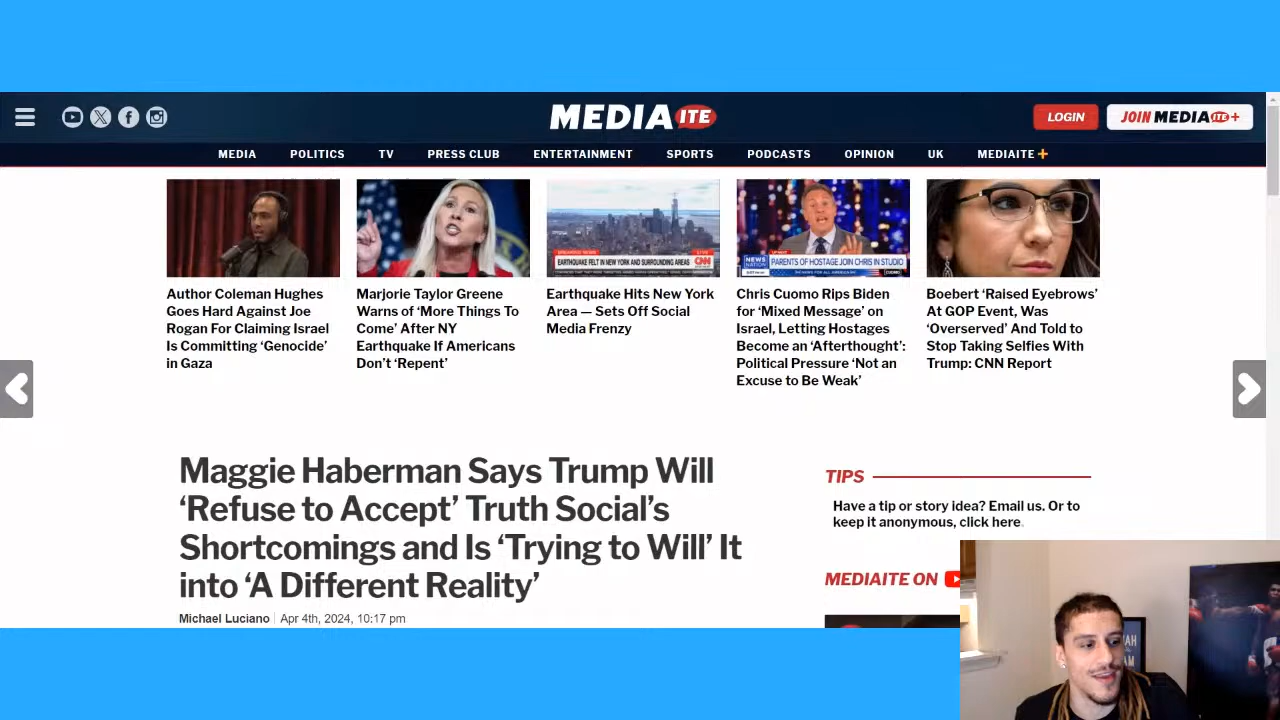 MEDIAITE
LOGIN
JOIN MEDIAITE+
MEDIA POLITICS TV PRESS CLUB ENTERTAINMENT SPORTS PODCASTS OPINION UK MEDIAITE +
EARTHQUAKE FELT IN NEW YORK AND SURROUNDING AREAS
CNN
NEWS
NATION
PARENTS OF HOSTAGE JOIN CHRIS IN STUDIO
Author Coleman Hughes
Goes Hard Against Joe
Rogan For Claiming Israel
Is Committing ‘Genocide’
in Gaza
Marjorie Taylor Greene
Warns of ‘More Things To
Come’ After NY
Earthquake If Americans
Don’t ‘Repent’
Earthquake Hits New York
Area — Sets Off Social
Media Frenzy
Chris Cuomo Rips Biden
for ‘Mixed Message’ on
Israel, Letting Hostages
Become an ‘Afterthought’:
Political Pressure ‘Not an
Excuse to Be Weak’
Boebert ‘Raised Eyebrows’
At GOP Event, Was
‘Overserved’ And Told to
Stop Taking Selfies With
Trump: CNN Report
Maggie Haberman Says Trump Will
‘Refuse to Accept’ Truth Social’s
Shortcomings and Is ‘Trying to Will’ It
into ‘A Different Reality’
Michael Luciano | Apr 4th, 2024, 10:17 pm
TIPS
Have a tip or story idea? Email us. Or to
keep it anonymous, click here.
MEDIAITE ON